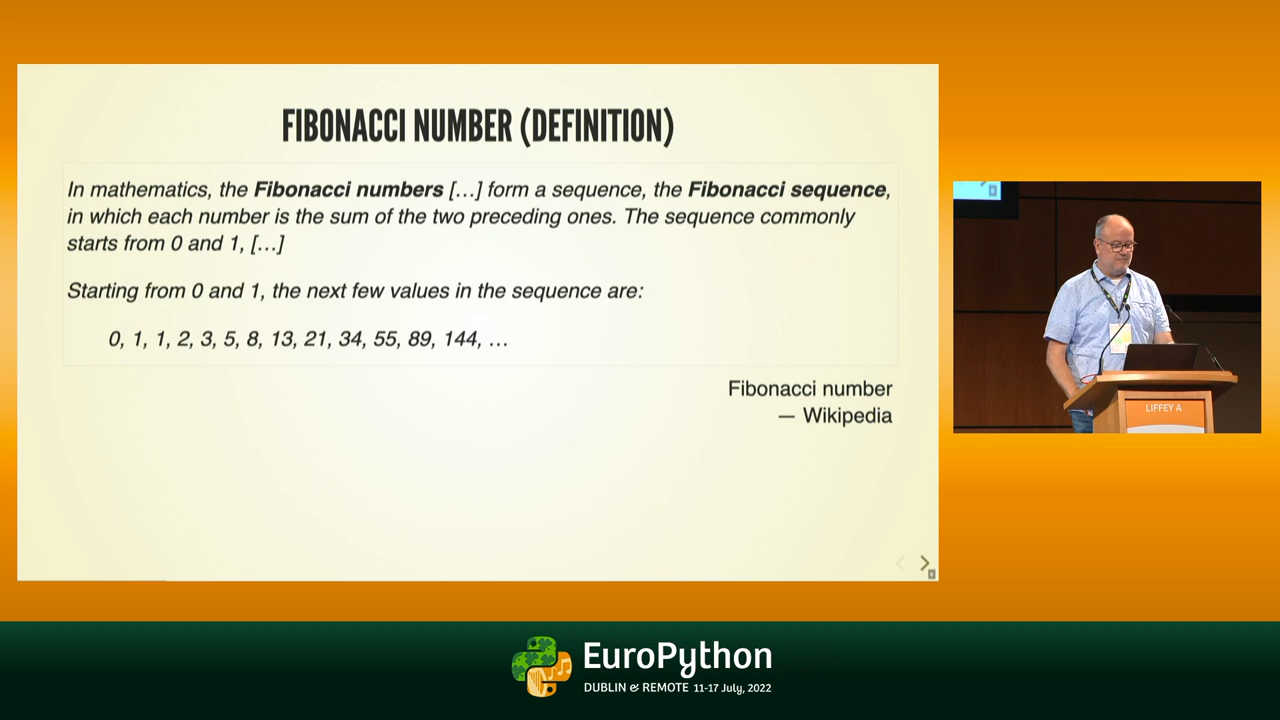 FIBONACCI NUMBER (DEFINITION)
In mathematics, the Fibonacci numbers […] form a sequence, the Fibonacci sequence,
in which each number is the sum of the two preceding ones. The sequence commonly
starts from 0 and 1, […]
Starting from 0 and 1, the next few values in the sequence are:
0, 1, 1, 2, 3, 5, 8, 13, 21, 34, 55, 89, 144, …
Fibonacci number
— Wikipedia
LIFFEY A
EuroPython
DUBLIN & REMOTE 11-17 July, 2022